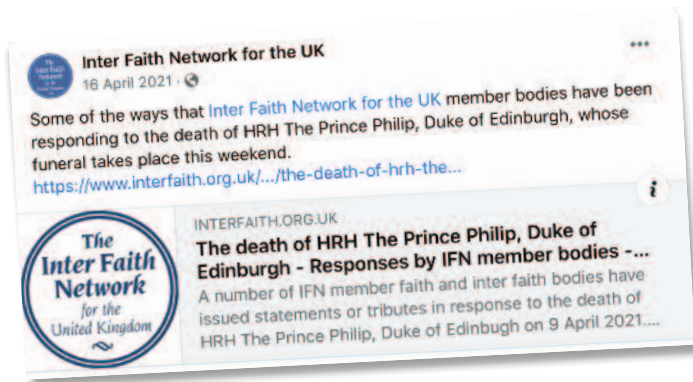 Inter Faith Network for the UK
16 April 2021 ·
Some of the ways that Inter Faith Network for the UK member bodies have been
responding to the death of HRH The Prince Philip, Duke of Edinburgh, whose
funeral takes place this weekend.
https://www.interfaith.org.uk/.../the-death-of-hrh-the...
The
Inter Faith
Network
for the
United Kingdom
INTERFAITH.ORG.UK
The death of HRH The Prince Philip, Duke of
Edinburgh - Responses by IFN member bodies -...
A number of IFN member faith and inter faith bodies have
issued statements or tributes in response to the death of
HRH The Prince Philip, Duke of Edinbugh on 9 April 2021....